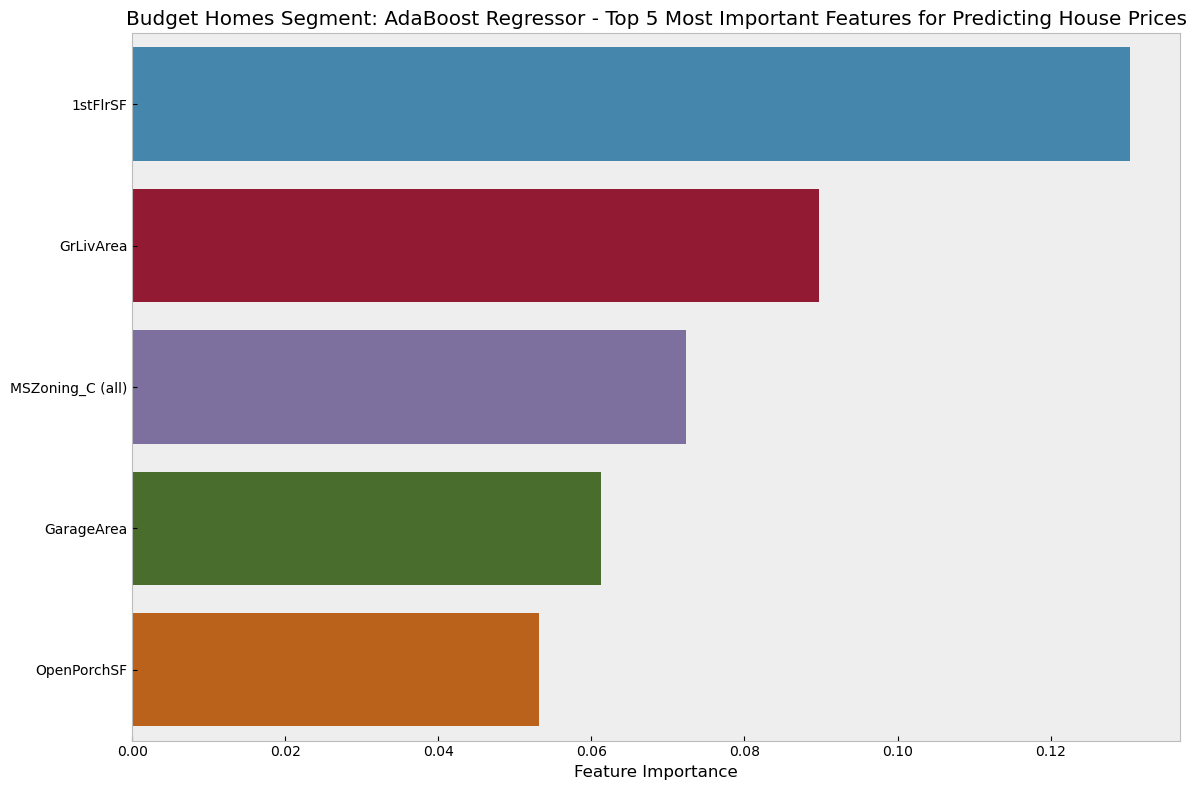 Budget Homes Segment: AdaBoost Regressor - Top 5 Most Important Features for Predicting House Prices
1stFlrSF
GrLivArea
MSZoning_C (all)
GarageArea
OpenPorchSF
0.00 0.02 0.04 0.06 0.08 0.10 0.12
Feature Importance